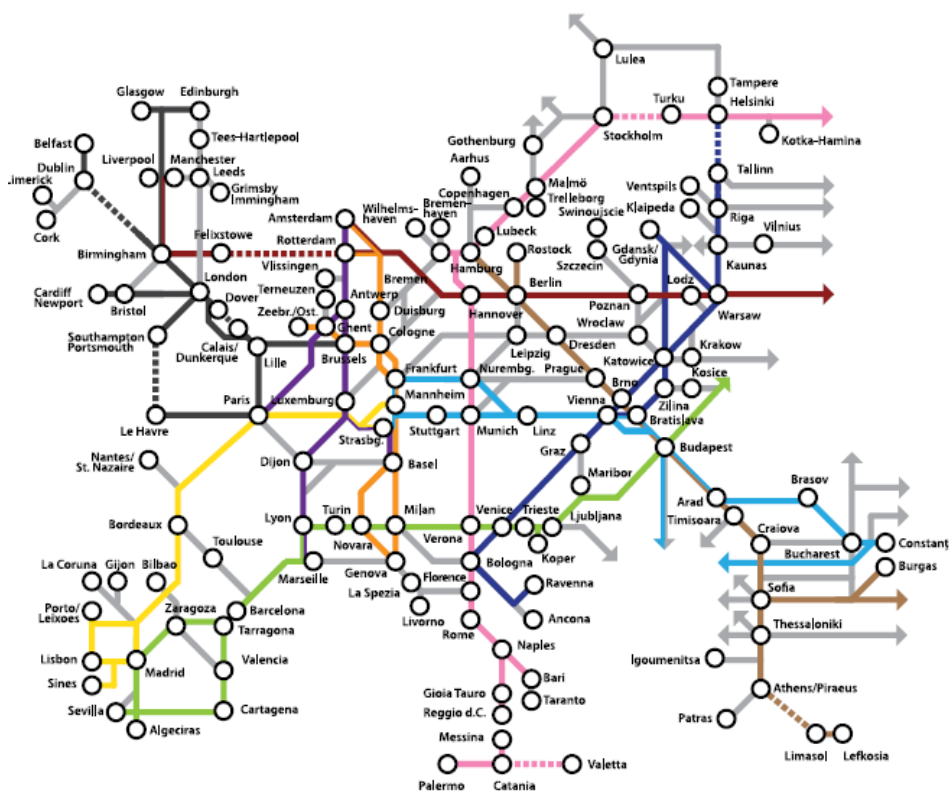 Lulea
Tampere
Glasgow
Edinburgh
Turku
Helsinki
Stockholm
Kotka-Hamina
Belfast
Tees-Hartlepool
Gothenburg
Dublin
Liverpool
Manchester
Leeds
Aarhus
Tallinn
Limerick
Grimsby
Immingham
Copenhagen
Malmö
Trelleborg
Ventspils
Cork
Amsterdam
Wilhelms-
haven
Bremen-
haven
Swinoujscie
Klaipeda
Riga
Felixstowe
Rotterdam
Lubeck
Rostock
Gdansk/
Gdynia
Vilnius
Birmingham
Vlissingen
Hamburg
Szczecin
Kaunas
London
Terneuzen
Bremen
Berlin
Lodz
Cardiff
Newport
Bristol
Dover
Zeebr./Ost.
Antwerp
Duisburg
Hannover
Poznan
Warsaw
Southampton
Portsmouth
Calais/
Dunkerque
Ghent
Cologne
Wroclaw
Lille
Brussels
Leipzig
Dresden
Katowice
Krakow
Frankfurt
Nurembg.
Prague
Kosice
Paris
Luxemburg
Mannheim
Brno
Zilina
Le Havre
Strasbg.
Stuttgart
Munich
Linz
Vienna
Bratislava
Nantes/
St. Nazaire
Dijon
Basel
Graz
Budapest
Maribor
Arad
Brasov
Bordeaux
Lyon
Turin
Milan
Venice
Trieste
Ljubljana
Timisoara
Craiova
Toulouse
Novara
Verona
Koper
Bucharest
Constanț
La Coruna
Gijon
Bilbao
Marseille
Genova
Bologna
Burgas
Florence
Ravenna
La Spezia
Sofia
Porto/
Leixoes
Zaragoza
Barcelona
Livorno
Rome
Ancona
Tarragona
Thessaloniki
Lisbon
Madrid
Valencia
Naples
Igoumenitsa
Sines
Bari
Gioia Tauro
Taranto
Athens/Piraeus
Sevilla
Cartagena
Reggio d.C.
Patras
Algeciras
Messina
Limasol
Lefkosia
Palermo
Catania
Valetta